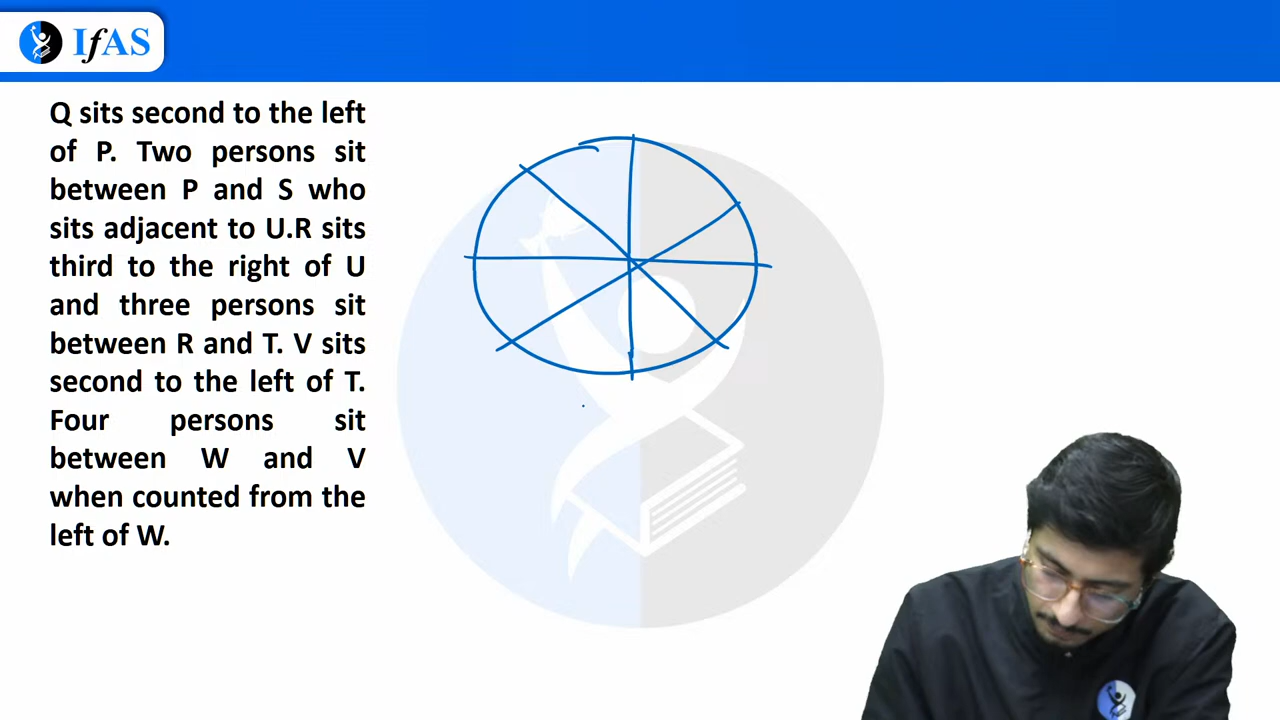 IfAS
Q sits second to the left
of P. Two persons sit
between P and S who
sits adjacent to U.R sits
third to the right of U
and three persons sit
between R and T. V sits
second to the left of T.
Four persons sit
between W and V
when counted from the
left of W.